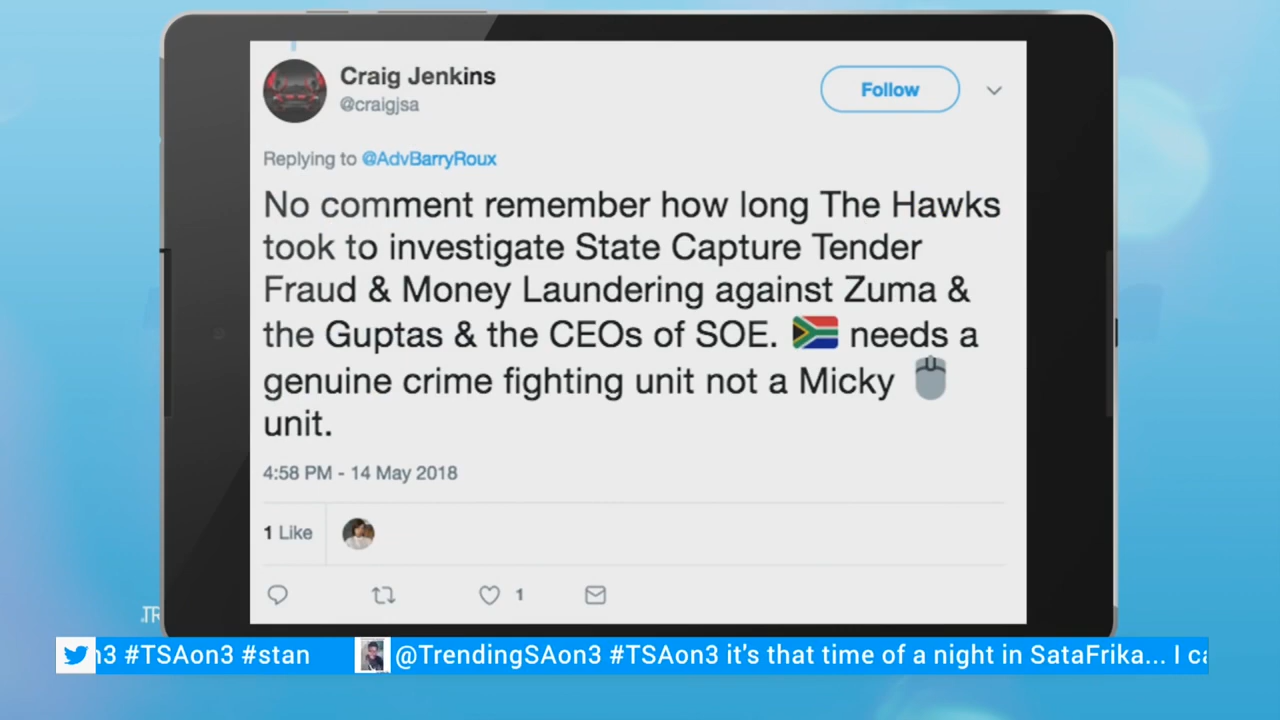 Craig Jenkins
@craigjsa
Follow
Replying to @AdvBarryRoux
No comment remember how long The Hawks
took to investigate State Capture Tender
Fraud & Money Laundering against Zuma &
the Guptas & the CEOs of SOE. 🇿🇦 needs a
genuine crime fighting unit not a Micky 🖱️
unit.
4:58 PM - 14 May 2018
1 Like
1
#TSAon3 #stan
@TrendingSAon3 #TSAon3 it's that time of a night in SataFrika... I